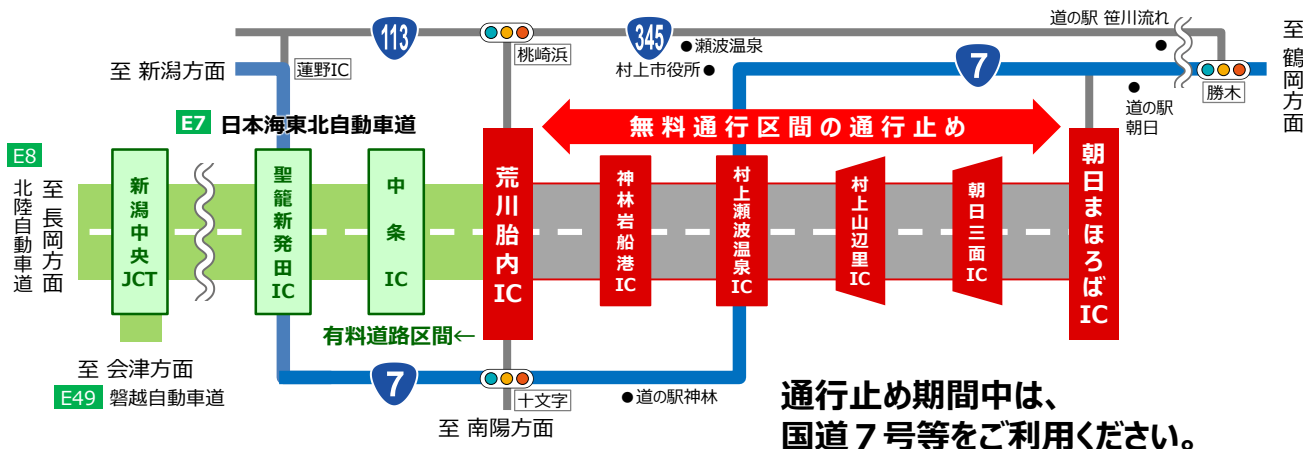 113
345
道の駅 笹川流れ
至 鶴岡方面
桃崎浜
●瀬波温泉
村上市役所●
至 新潟方面
蓮野IC
7
勝木
●
道の駅
朝日
E7 日本海東北自動車道
無料通行区間の通行止め
E8
北陸自動車道
至 長岡方面
新潟中央JCT
聖籠新発田IC
中条IC
荒川胎内IC
神林岩船港IC
村上瀬波温泉IC
村上山辺里IC
朝日三面IC
朝日まほろばIC
有料道路区間←
至 会津方面
E49 磐越自動車道
7
十文字
●道の駅神林
至 南陽方面
通行止め期間中は、
国道７号等をご利用ください。